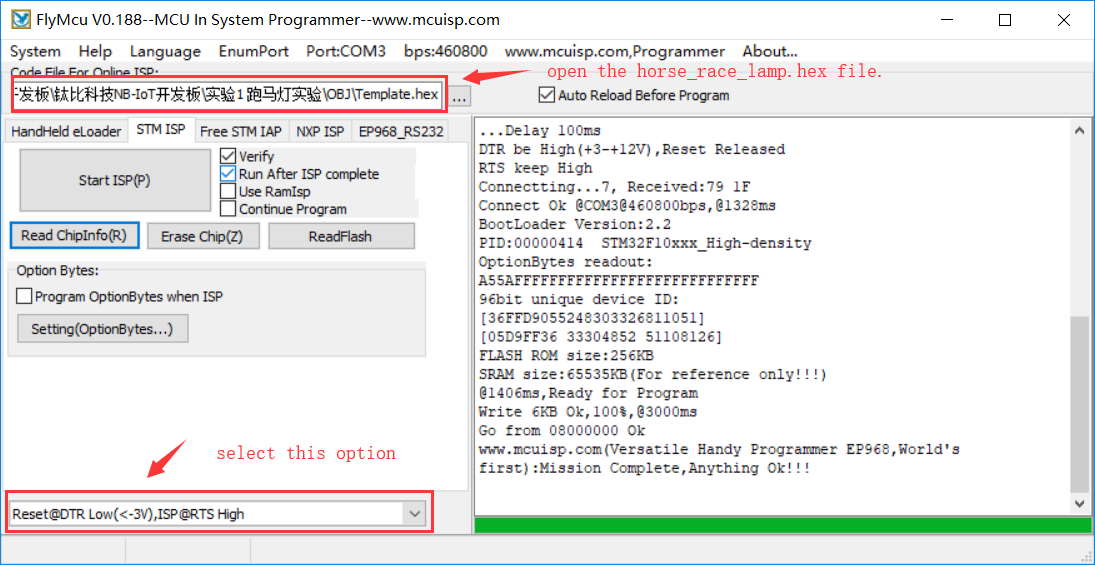 FlyMcu V0.188--MCU In System Programmer--www.mcuisp.com
System Help Language EnumPort Port:COM3 bps:460800 www.mcuisp.com,Programmer About...
Code File For Online ISP:
open the horse_race_lamp.hex file.
发板\钛比科技NB-IoT开发板\实验1 跑马灯实验\OBJ\Template.hex
...
Auto Reload Before Program
HandHeld eLoader STM ISP Free STM IAP NXP ISP EP968_RS232
Start ISP(P)
Verify
Run After ISP complete
Use RamIsp
Continue Program
Read ChipInfo(R) Erase Chip(Z) ReadFlash
Option Bytes:
Program OptionBytes when ISP
Setting(OptionBytes...)
select this option
Reset@DTR Low(<-3V),ISP@RTS High
...Delay 100ms
DTR be High(+3-+12V),Reset Released
RTS keep High
Connectting...7, Received:79 1F
Connect Ok @COM3@460800bps,@1328ms
BootLoader Version:2.2
PID:00000414 STM32F10xxx_High-density
OptionBytes readout:
A55AFFFFFFFFFFFFFFFFFFFFFFFFFFFF
96bit unique device ID:
[36FFD9055248303326811051]
[05D9FF36 33304852 51108126]
FLASH ROM size:256KB
SRAM size:65535KB(For reference only!!!)
@1406ms,Ready for Program
Write 6KB Ok,100%,@3000ms
Go from 08000000 Ok
www.mcuisp.com(Versatile Handy Programmer EP968,World's
first):Mission Complete,Anything Ok!!!